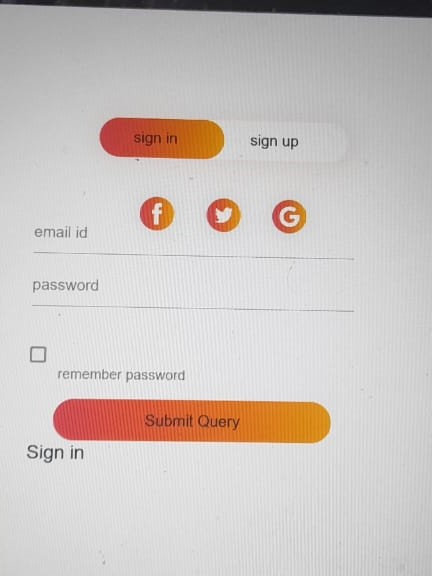 sign in
sign up
f
G
email id
password
remember password
Submit Query
Sign in